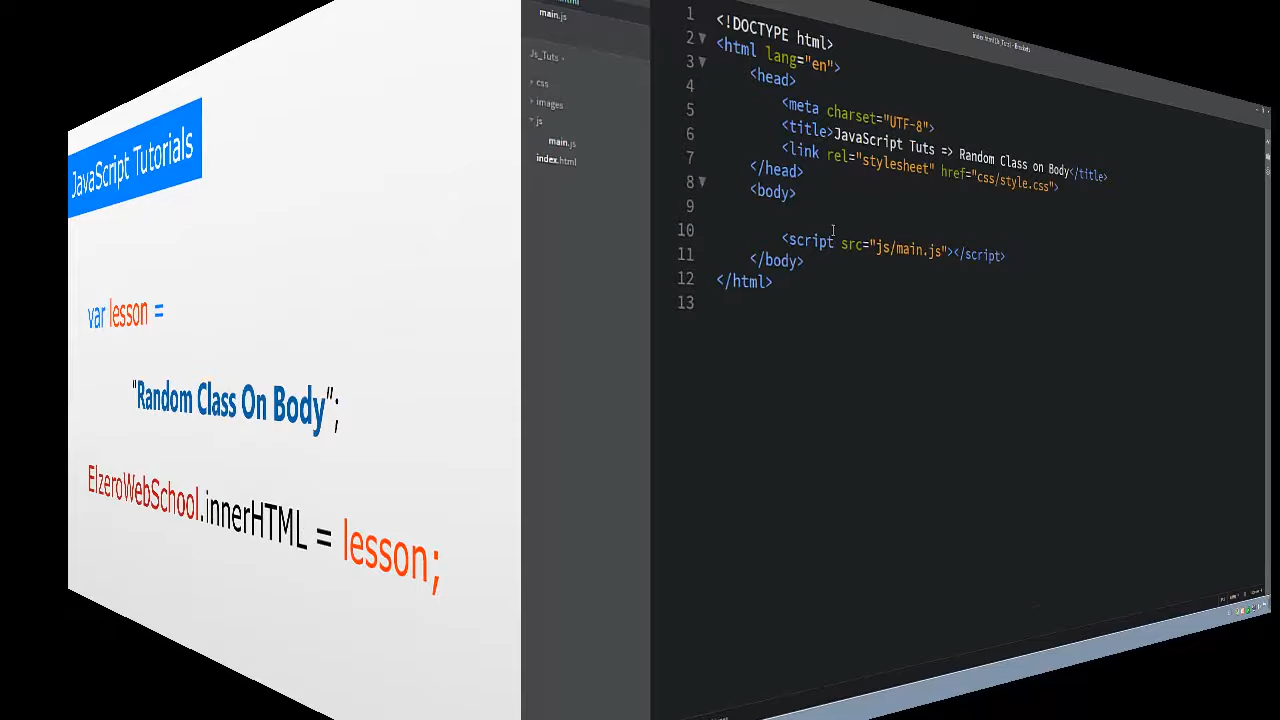 JavaScript Tutorials
var lesson =
"Random Class On Body";
ElzeroWebSchool.innerHTML = lesson;
main.js
Js_Tuts
css
images
js
main.js
index.html
1 <!DOCTYPE html>
2 <html lang="en">
3 <head>
4 <meta charset="UTF-8">
5 <title>JavaScript Tuts => Random Class on Body</title>
6 <link rel="stylesheet" href="css/style.css">
7 </head>
8 <body>
9
10 <script src="js/main.js"></script>
11 </body>
12 </html>
13